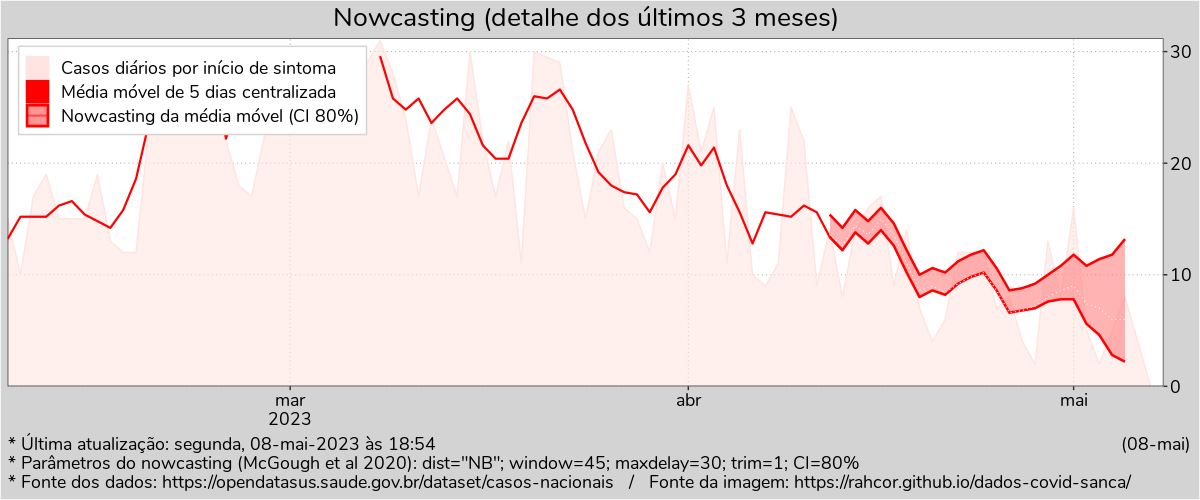 Nowcasting (detalhe dos últimos 3 meses)
Casos diários por início de sintoma
Média móvel de 5 dias centralizada
Nowcasting da média móvel (CI 80%)
30
20
10
0
mar
2023
abr
mai
* Última atualização: segunda, 08-mai-2023 às 18:54
(08-mai)
* Parâmetros do nowcasting (McGough et al 2020): dist="NB"; window=45; maxdelay=30; trim=1; CI=80%
* Fonte dos dados: https://opendatasus.saude.gov.br/dataset/casos-nacionais / Fonte da imagem: https://rahcor.github.io/dados-covid-sanca/